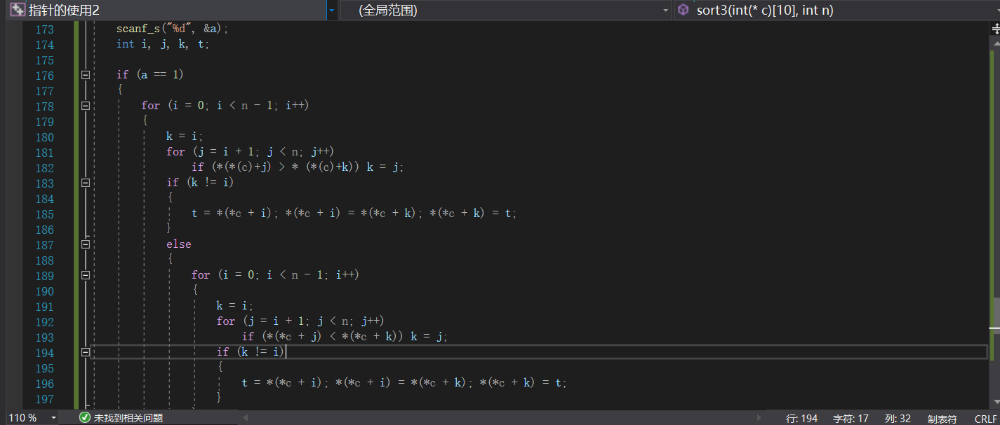 指针的使用2 (全局范围) sort3(int(* c)[10], int n)
173 scanf_s("%d", &a);
174 int i, j, k, t;
175
176 if (a == 1)
177 {
178 for (i = 0; i < n - 1; i++)
179 {
180 k = i;
181 for (j = i + 1; j < n; j++)
182 if (*(*(c)+j) > * (*(c)+k)) k = j;
183 if (k != i)
184 {
185 t = *(*c + i); *(*c + i) = *(*c + k); *(*c + k) = t;
186 }
187 else
188 {
189 for (i = 0; i < n - 1; i++)
190 {
191 k = i;
192 for (j = i + 1; j < n; j++)
193 if (*(*c + j) < *(*c + k)) k = j;
194 if (k != i)
195 {
196 t = *(*c + i); *(*c + i) = *(*c + k); *(*c + k) = t;
197 }
110 % 未找到相关问题 行: 194 字符: 17 列: 32 制表符 CRLF